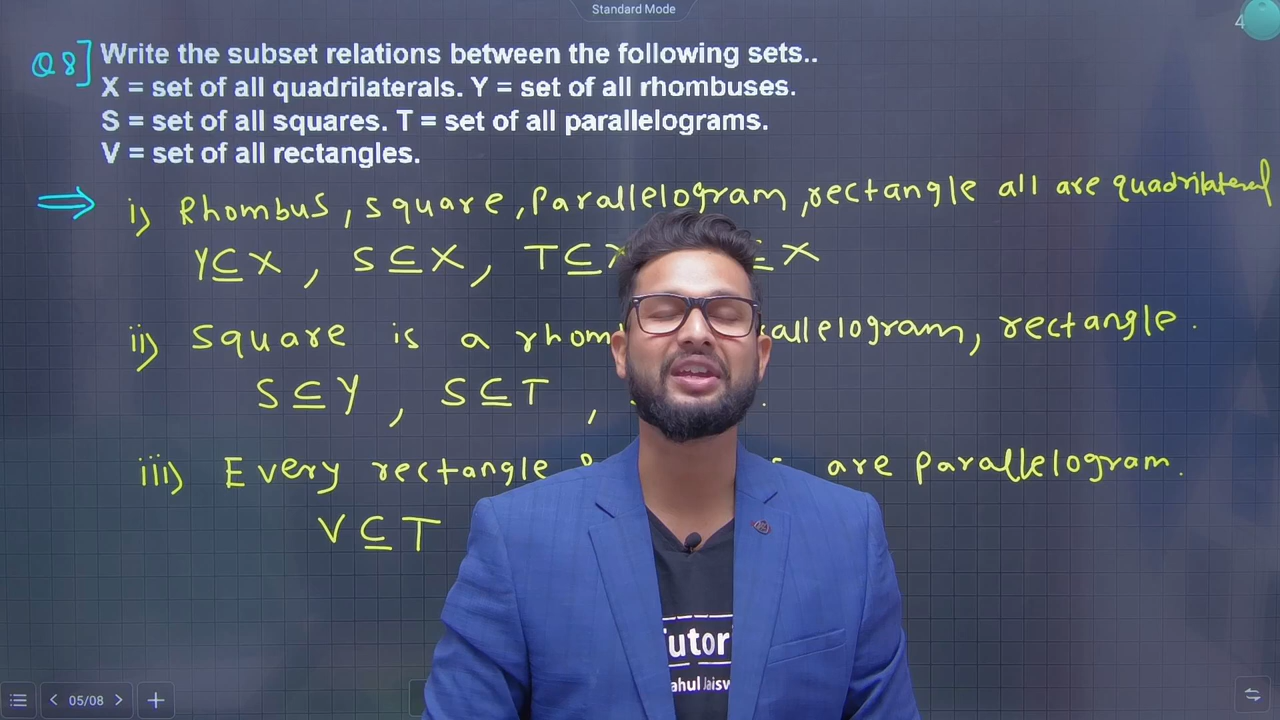 Standard Mode
4
Q8] Write the subset relations between the following sets..
X = set of all quadrilaterals. Y = set of all rhombuses.
S = set of all squares. T = set of all parallelograms.
V = set of all rectangles.
⇒ i) Rhombus, square, Parallelogram, rectangle all are quadrilateral
Y ⊆ X, S ⊆ X, T ⊆ X
ii) square is a rhom allelogram, rectangle.
S ⊆ Y, S ⊆ T,
iii) Every rectangle are parallelogram.
V ⊆ T
utor
ahul Jaisw
05/08